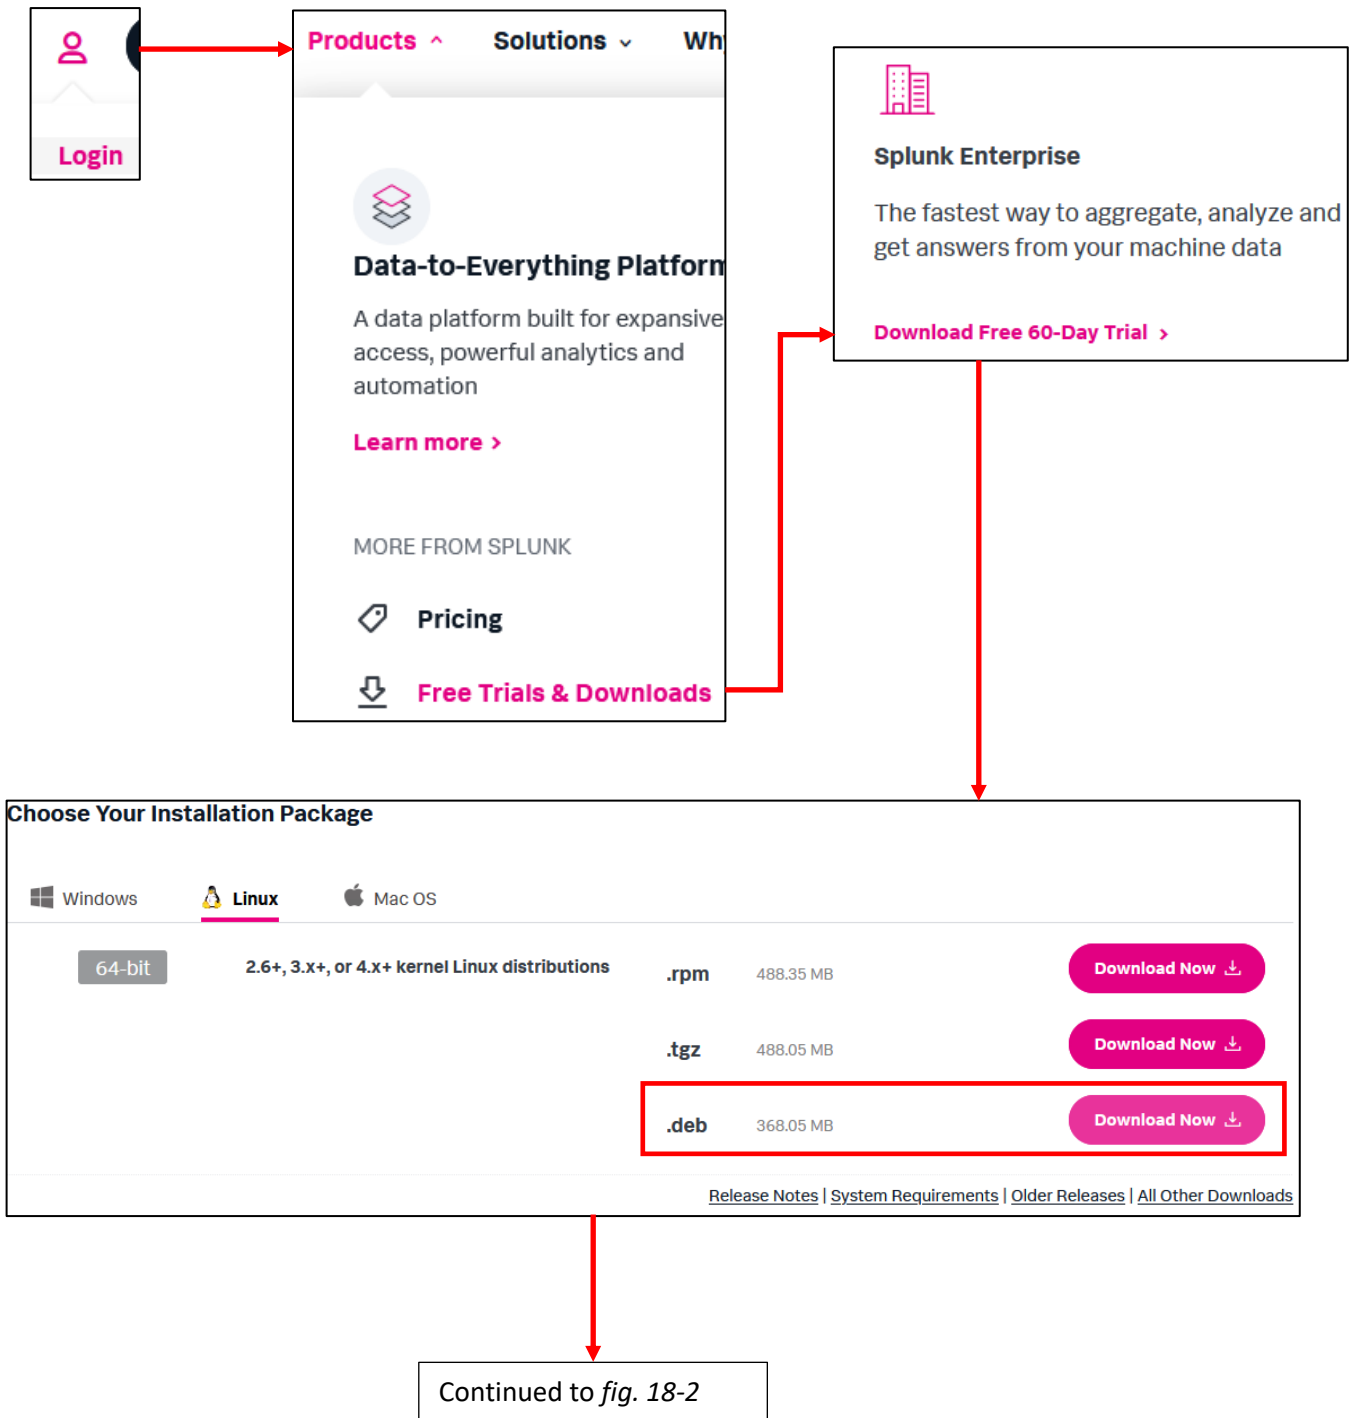 Login
Products
Solutions
Wh
Data-to-Everything Platform
A data platform built for expansive
access, powerful analytics and
automation
Learn more >
MORE FROM SPLUNK
Pricing
Free Trials & Downloads
Splunk Enterprise
The fastest way to aggregate, analyze and
get answers from your machine data
Download Free 60-Day Trial >
Choose Your Installation Package
Windows
Linux
Mac OS
64-bit
2.6+, 3.x+, or 4.x+ kernel Linux distributions
.rpm
488.35 MB
Download Now
.tgz
488.05 MB
Download Now
.deb
368.05 MB
Download Now
Release Notes | System Requirements | Older Releases | All Other Downloads
Continued to fig. 18-2